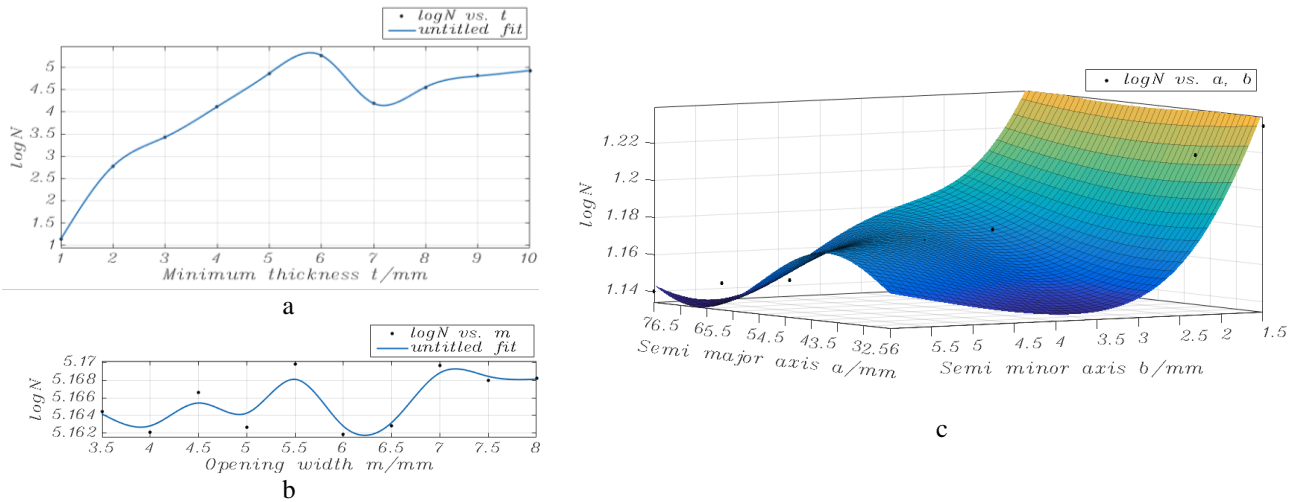 logN vs. t
untitled fit
5
4.5
4
3.5
3
2.5
2
1.5
1
logN
1 2 3 4 5 6 7 8 9 10
Minimum thickness t/mm
a
logN vs. m
untitled fit
5.17
5.168
5.166
5.164
5.162
logN
3.5 4 4.5 5 5.5 6 6.5 7 7.5 8
Opening width m/mm
b
logN vs. a, b
1.22
1.2
1.18
1.16
1.14
logN
76.5 65.5 54.5 43.5 32.5
Semi major axis a/mm
6 5.5 5 4.5 4 3.5 3 2.5 2 1.5
Semi minor axis b/mm
c